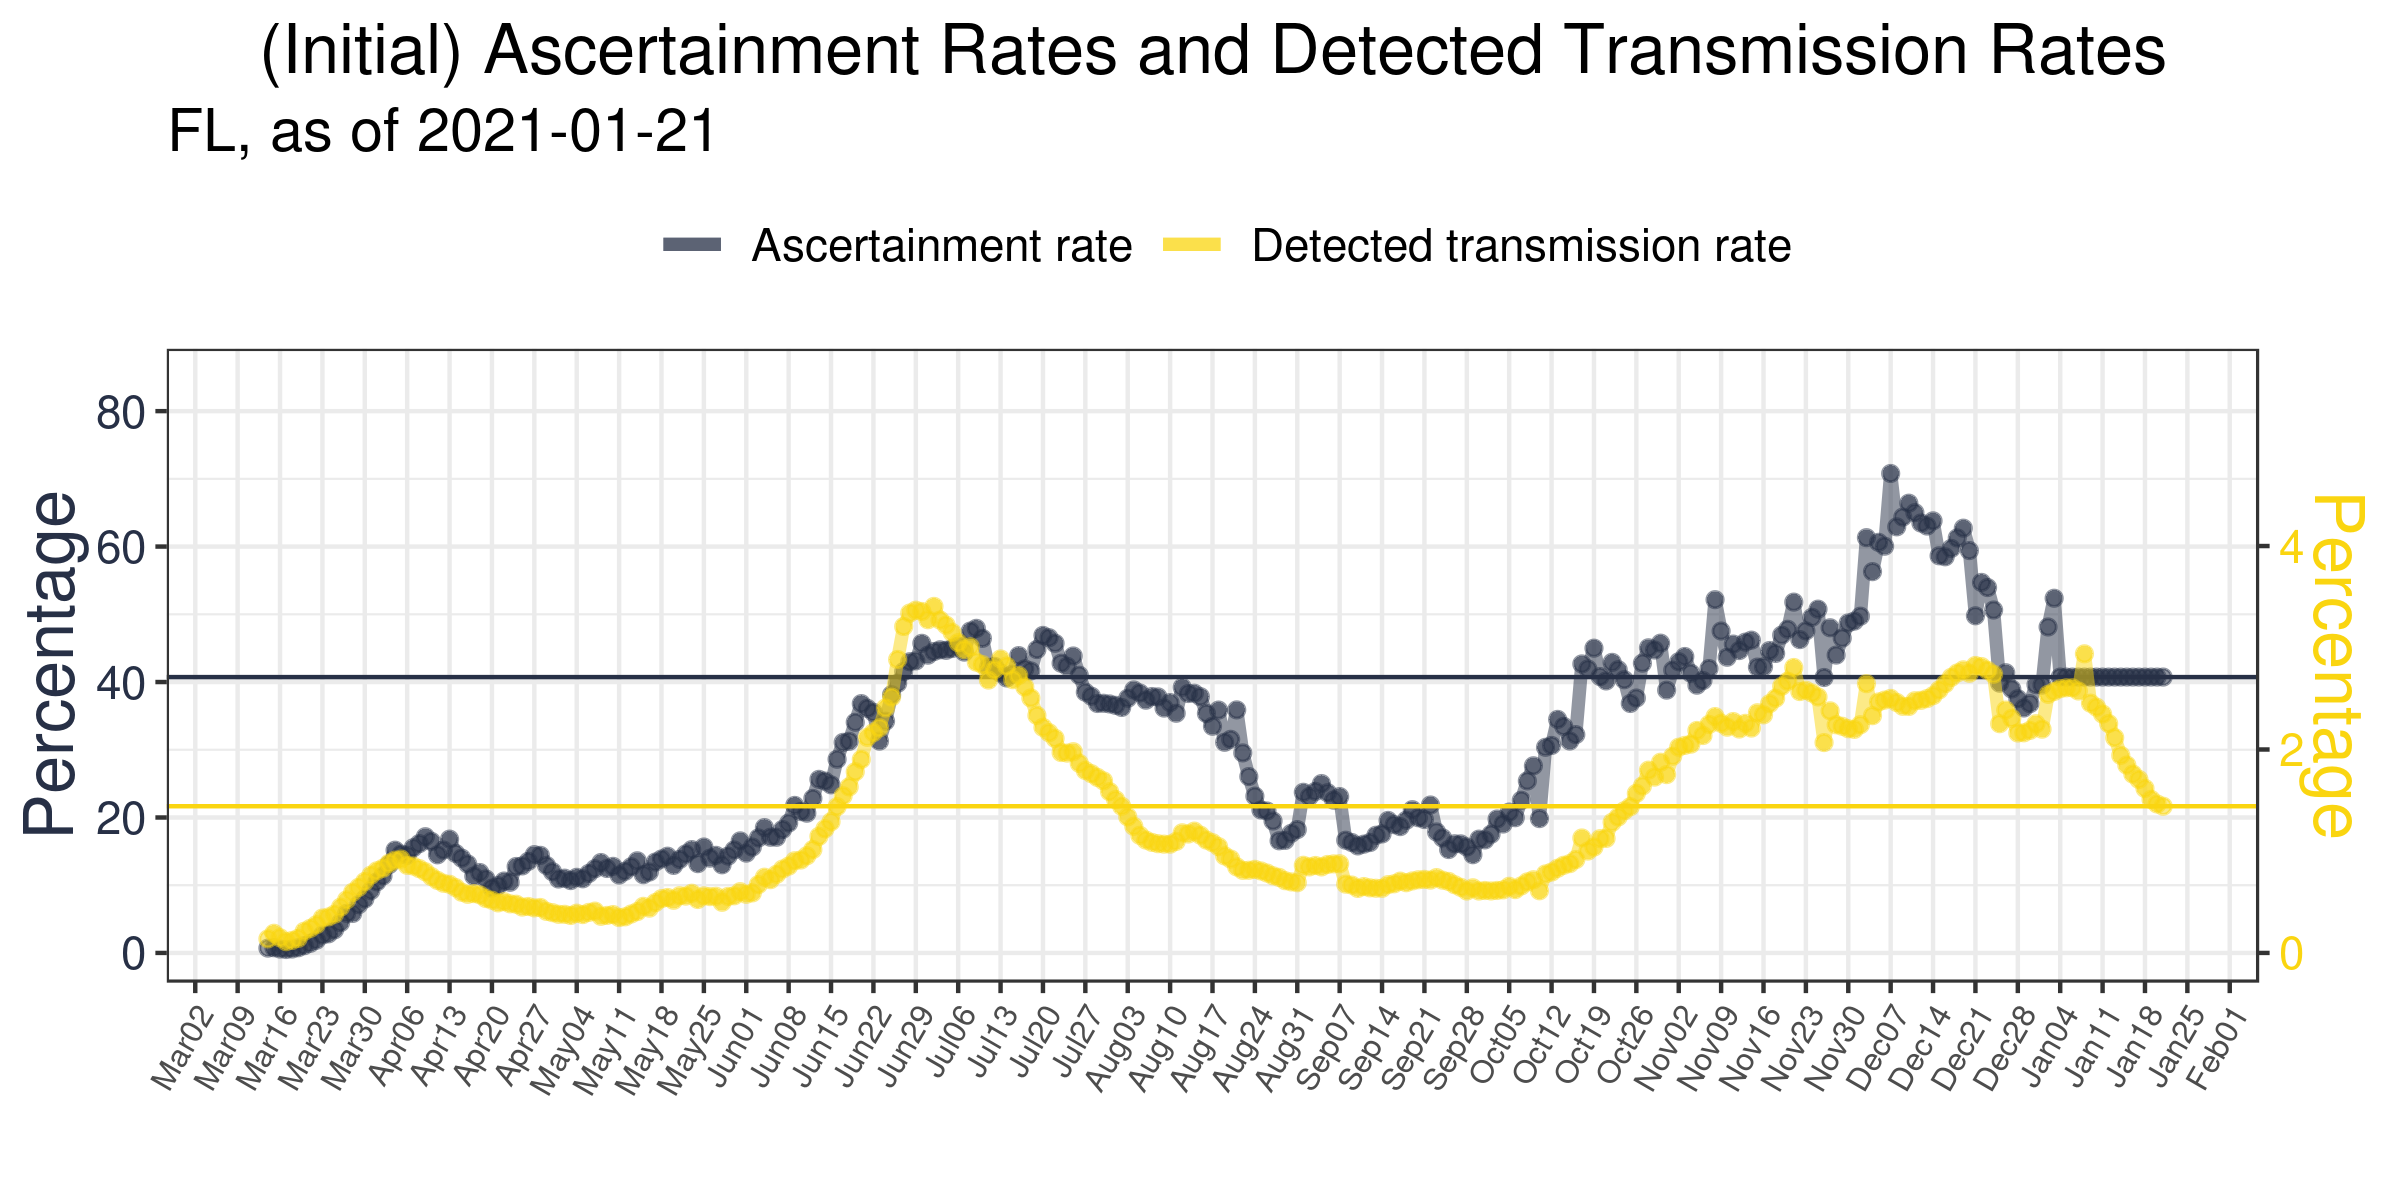 (Initial) Ascertainment Rates and Detected Transmission Rates
FL, as of 2021-01-21
Ascertainment rate Detected transmission rate
Percentage
80
60
40
20
0
4
2
0
Percentage
Mar02 Mar09 Mar16 Mar23 Mar30 Apr06 Apr13 Apr20 Apr27 May04 May11 May18 May25 Jun01 Jun08 Jun15 Jun22 Jun29 Jul06 Jul13 Jul20 Jul27 Aug03 Aug10 Aug17 Aug24 Aug31 Sep07 Sep14 Sep21 Sep28 Oct05 Oct12 Oct19 Oct26 Nov02 Nov09 Nov16 Nov23 Nov30 Dec07 Dec14 Dec21 Dec28 Jan04 Jan11 Jan18 Jan25 Feb01